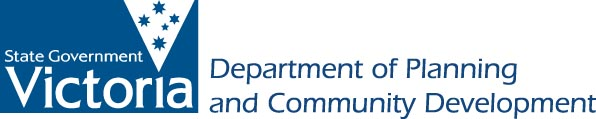 State Government
Victoria
Department of Planning
and Community Development